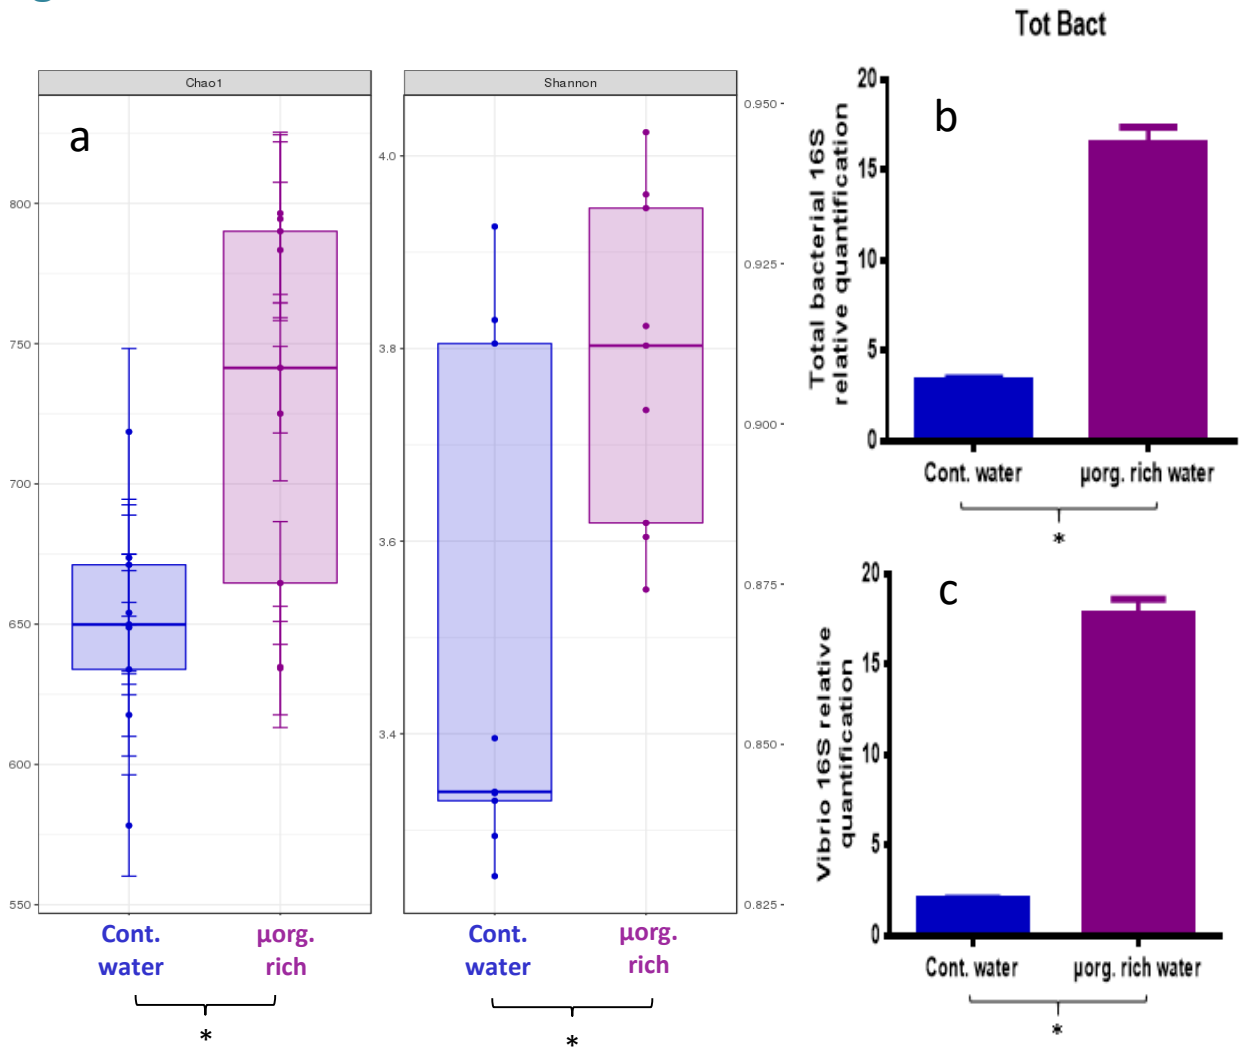 Chao1
a
800
750
700
650
600
550
Cont.
water
µorg.
rich
*
Shannon
4.0
3.8
3.6
3.4
Cont.
water
µorg.
rich
*
0.950
0.925
0.900
0.875
0.850
0.825
Tot Bact
b
Total bacterial 16S
relative quantification
20
15
10
5
0
Cont. water
µorg. rich water
*
c
Vibrio 16S relative
quantification
20
15
10
5
0
Cont. water
µorg. rich water
*